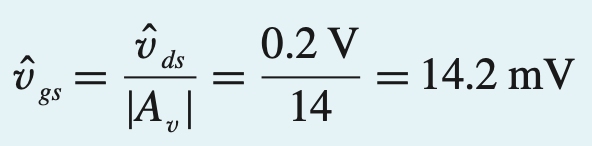 v̂_gs = v̂_ds / |A_v| = 0.2 V / 14 = 14.2 mV